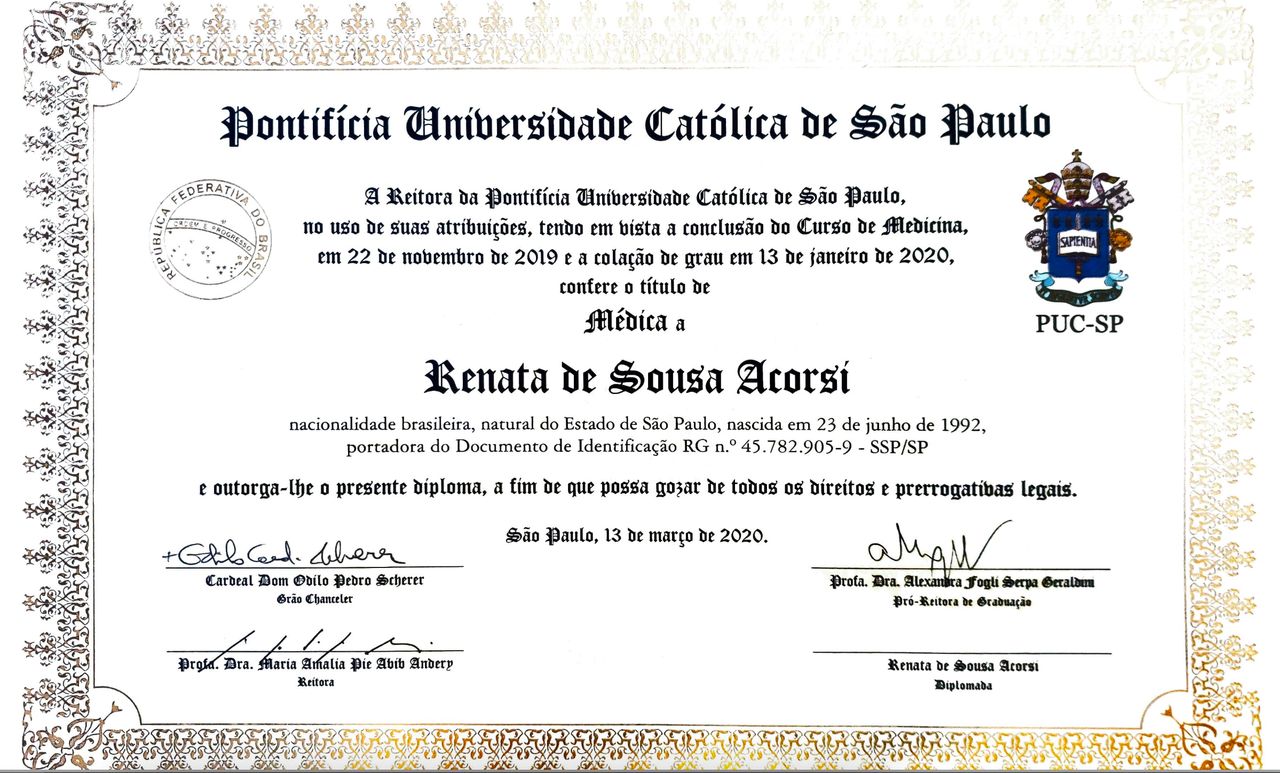 Pontifícia Universidade Católica de São Paulo
REPÚBLICA FEDERATIVA DO BRASIL
ORDEM E PROGRESSO
A Reitora da Pontifícia Universidade Católica de São Paulo,
no uso de suas atribuições, tendo em vista a conclusão do Curso de Medicina,
em 22 de novembro de 2019 e a colação de grau em 13 de janeiro de 2020,
confere o título de
Médica a
SAPIENTIA
PUC-SP
Renata de Sousa Acorsi
nacionalidade brasileira, natural do Estado de São Paulo, nascida em 23 de junho de 1992,
portadora do Documento de Identificação RG n.º 45.782.905-9 - SSP/SP
e outorga-lhe o presente diploma, a fim de que possa gozar de todos os direitos e prerrogativas legais.
São Paulo, 13 de março de 2020.
+ Odilo Card. Scherer
Cardeal Dom Odilo Pedro Scherer
Grão Chanceler
Profa. Dra. Alexandra Fogli Serpa Geraldini
Pró-Reitora de Graduação
Profa. Dra. Maria Amalia Pie Abib Andery
Reitora
Renata de Sousa Acorsi
Diplomada